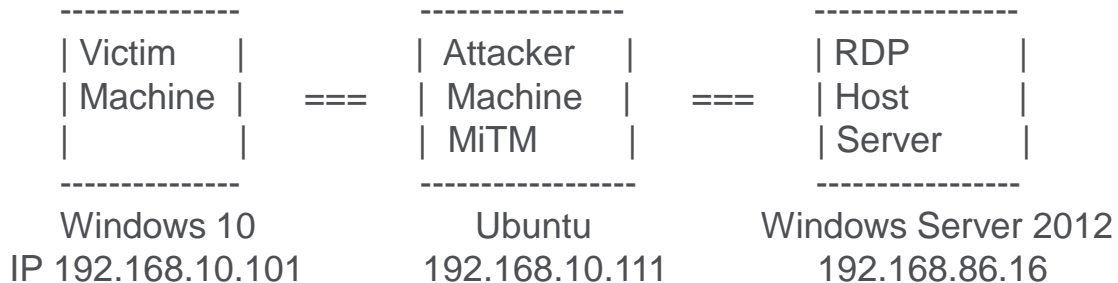 --------------- ----------------- -----------------
| Victim | | Attacker | | RDP |
| Machine | === | Machine | === | Host |
| | | MiTM | | Server |
--------------- ------------------ -----------------
Windows 10 Ubuntu Windows Server 2012
IP 192.168.10.101 192.168.10.111 192.168.86.16